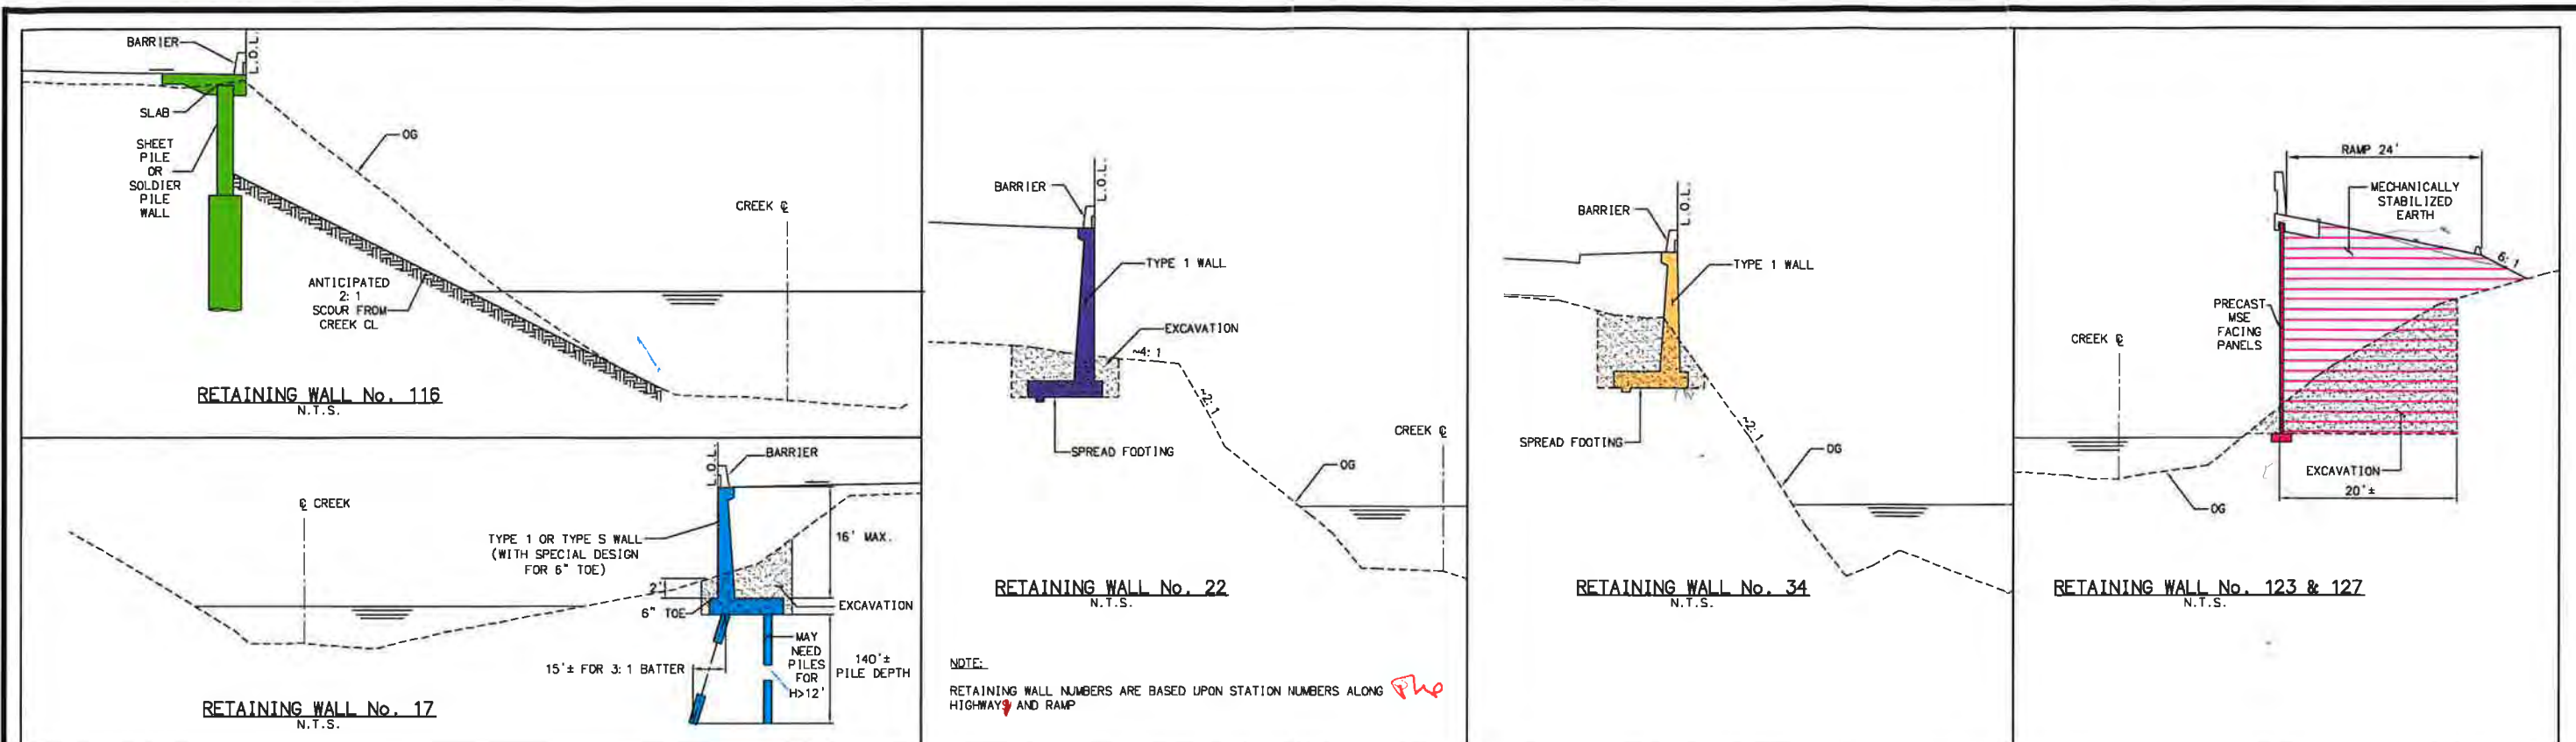 BARRIER
L.O.L.
SLAB
SHEET
PILE
OR
SOLDIER
PILE
WALL
OG
CREEK ℄
ANTICIPATED
2:1
SCOUR FROM
CREEK CL
RETAINING WALL No. 116
N.T.S.
L.O.L.
BARRIER
℄ CREEK
TYPE 1 OR TYPE S WALL
(WITH SPECIAL DESIGN
FOR 6" TOE)
16' MAX.
2'
6" TOE
EXCAVATION
15'± FOR 3:1 BATTER
MAY
NEED
PILES
FOR
H>12'
140'±
PILE DEPTH
RETAINING WALL No. 17
N.T.S.
L.O.L.
BARRIER
TYPE 1 WALL
EXCAVATION
~4:1
~2:1
SPREAD FOOTING
CREEK ℄
OG
RETAINING WALL No. 22
N.T.S.
NOTE:
RETAINING WALL NUMBERS ARE BASED UPON STATION NUMBERS ALONG The
HIGHWAYS AND RAMP
L.O.L.
BARRIER
TYPE 1 WALL
SPREAD FOOTING
~2:1
OG
RETAINING WALL No. 34
N.T.S.
RAMP 24'
MECHANICALLY
STABILIZED
EARTH
6:1
PRECAST
MSE
FACING
PANELS
CREEK ℄
EXCAVATION
20'±
OG
RETAINING WALL No. 123 & 127
N.T.S.